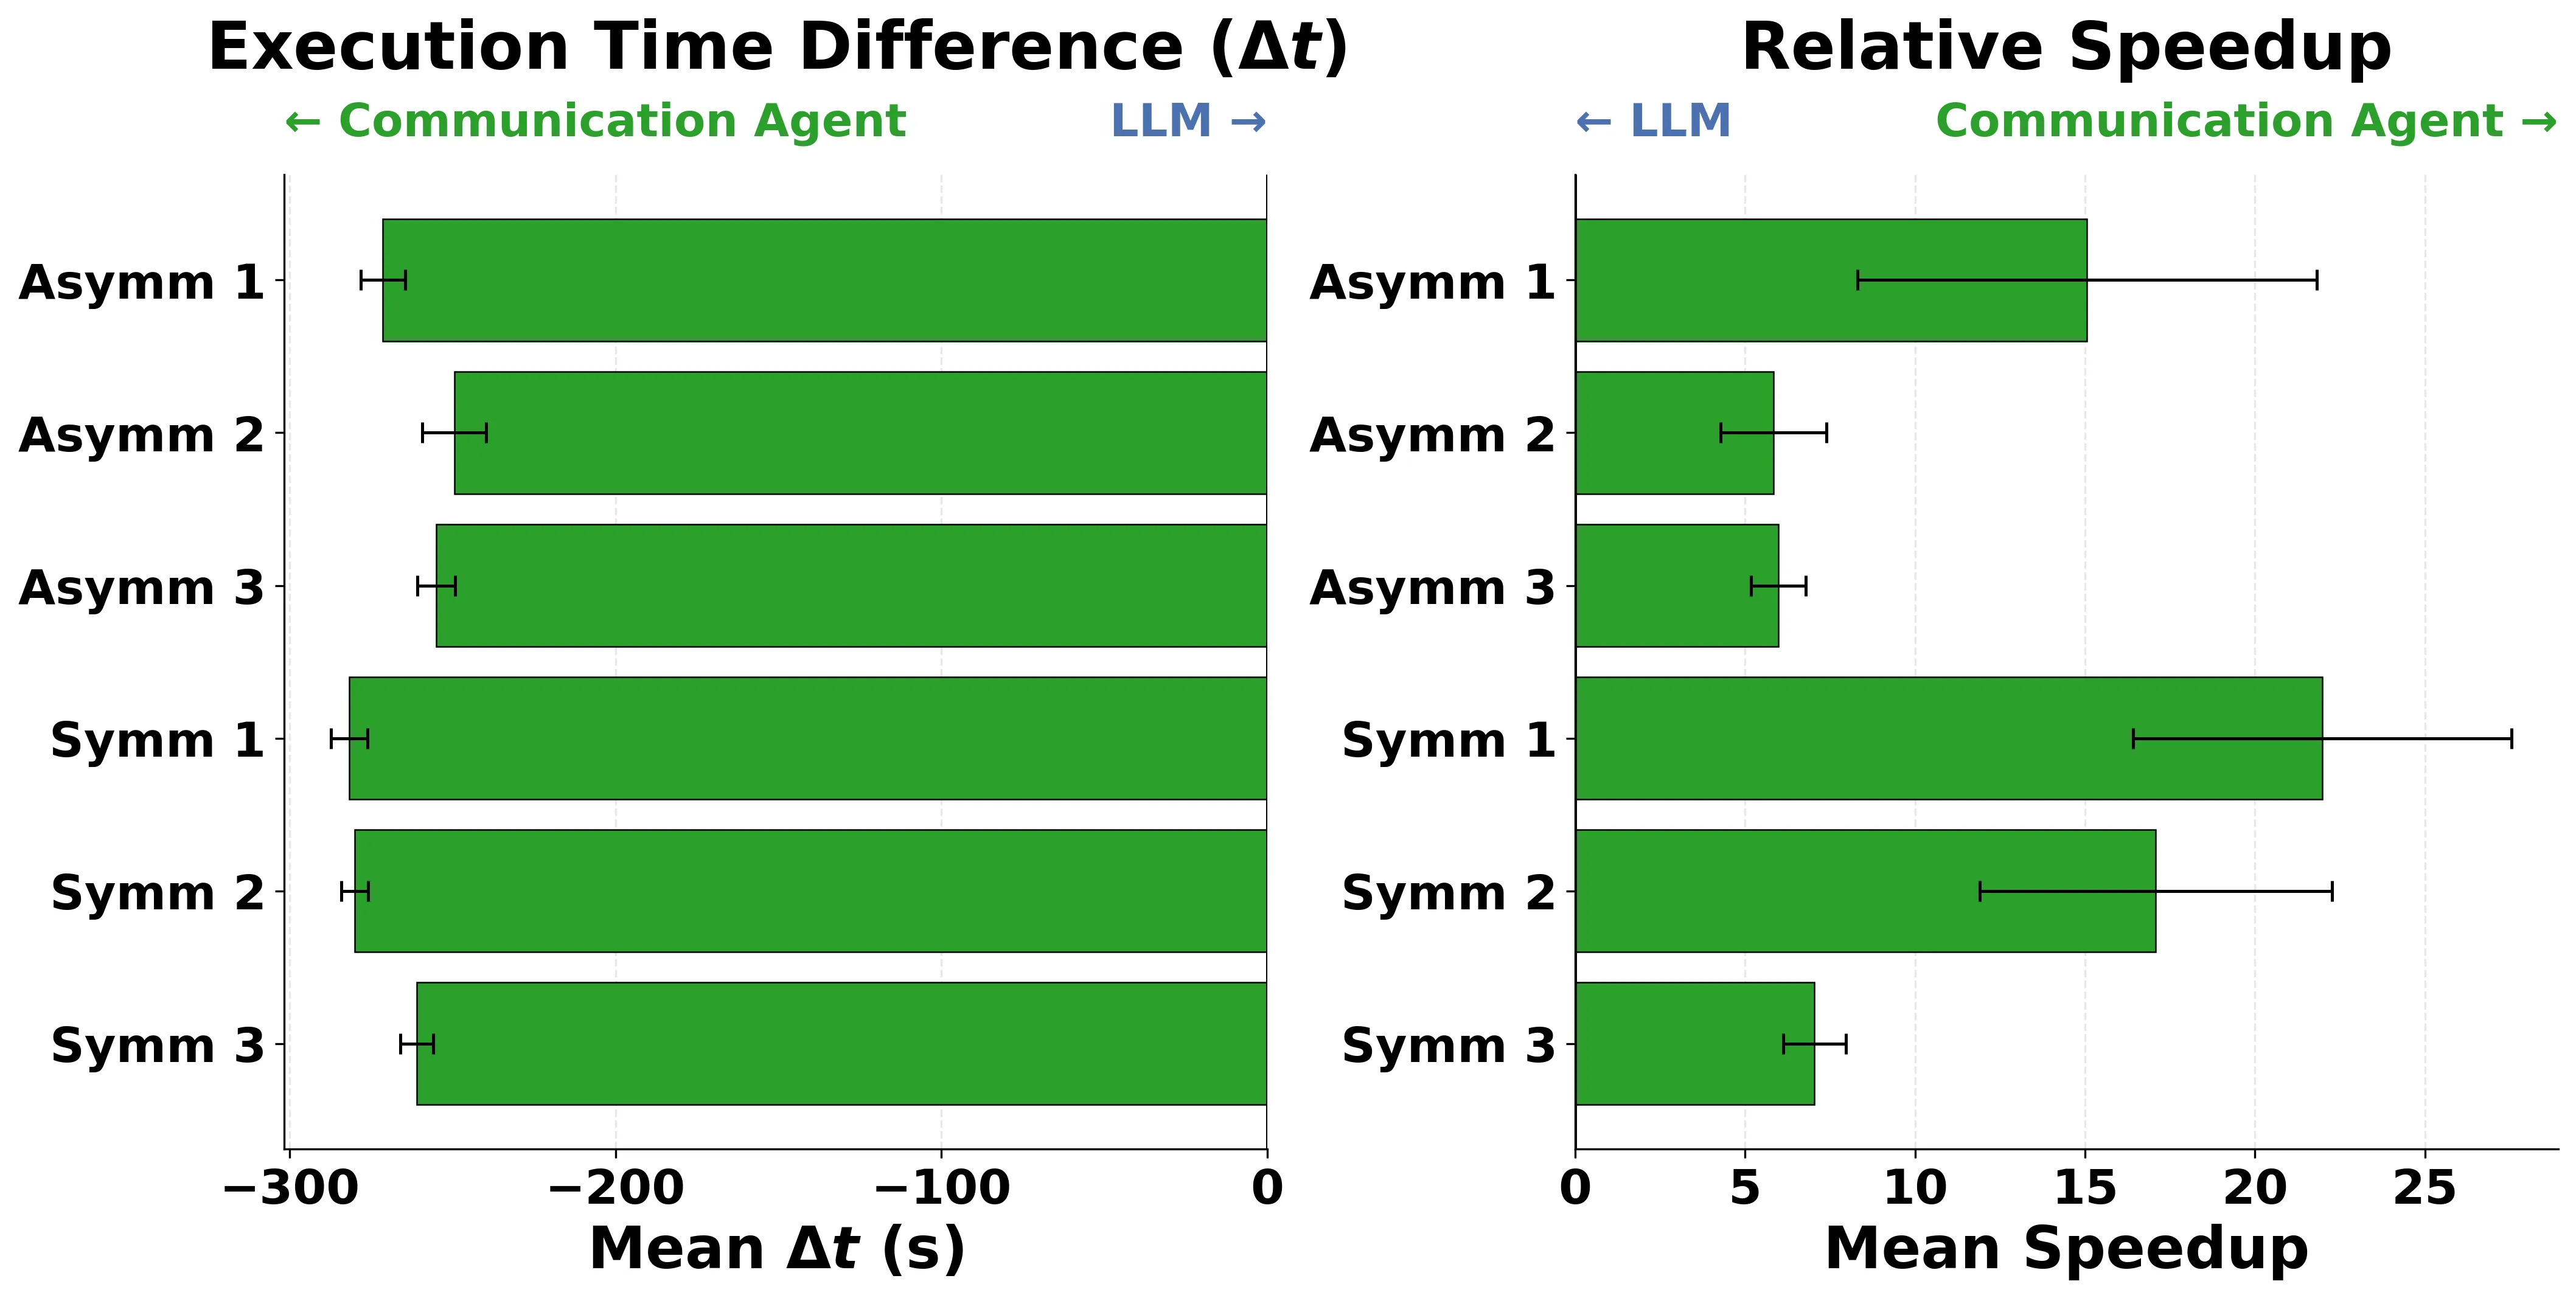 Execution Time Difference (Δt)
← Communication Agent
LLM →
Asymm 1
Asymm 2
Asymm 3
Symm 1
Symm 2
Symm 3
−300
−200
−100
0
Mean Δt (s)
Relative Speedup
← LLM
Communication Agent →
Asymm 1
Asymm 2
Asymm 3
Symm 1
Symm 2
Symm 3
0
5
10
15
20
25
Mean Speedup